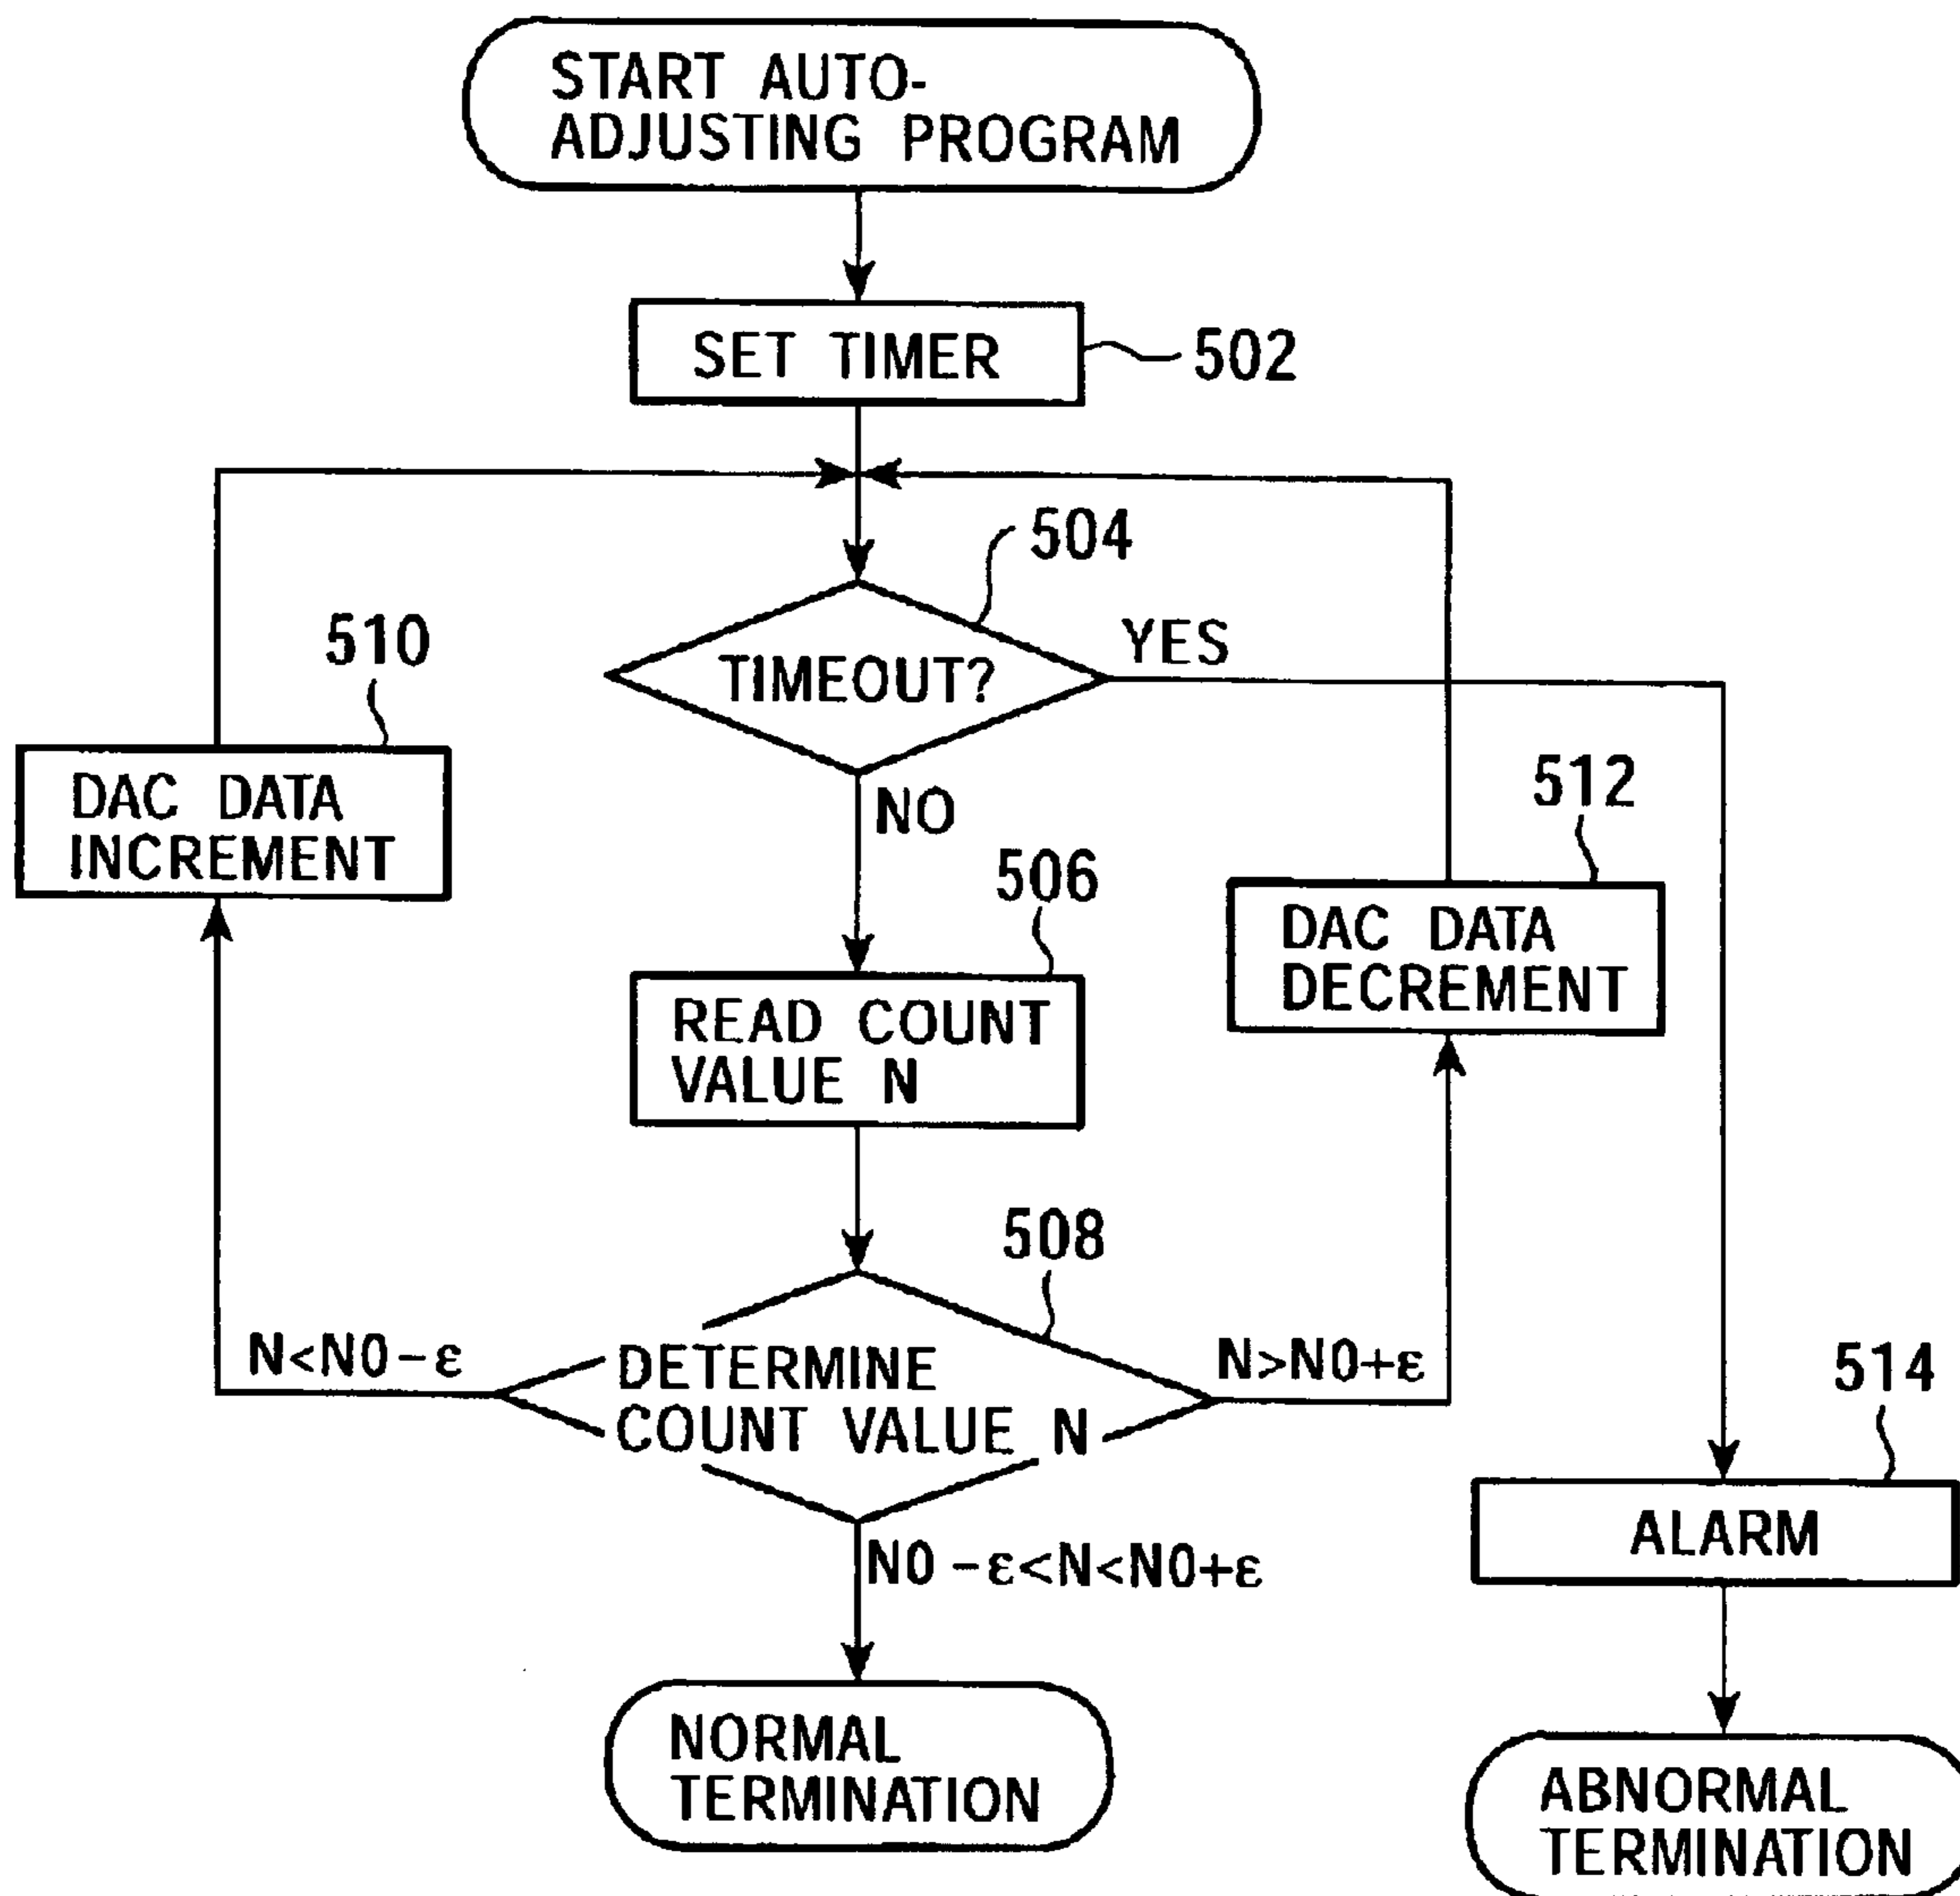 START AUTO-
ADJUSTING PROGRAM
SET TIMER
502
504
TIMEOUT?
YES
NO
510
DAC DATA
INCREMENT
512
DAC DATA
DECREMENT
506
READ COUNT
VALUE N
508
DETERMINE
COUNT VALUE N
N<N0-ε
N>N0+ε
N0-ε<N<N0+ε
514
ALARM
NORMAL
TERMINATION
ABNORMAL
TERMINATION